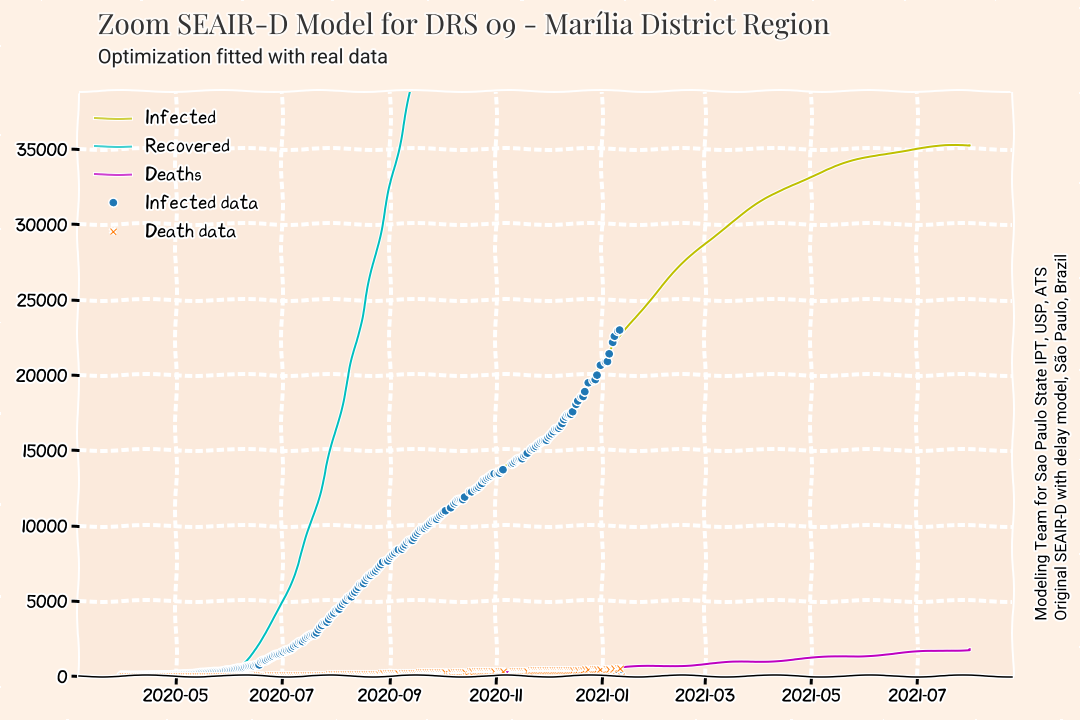 Zoom SEAIR-D Model for DRS 09 - Marília District Region
Optimization fitted with real data
Infected
Recovered
Deaths
Infected data
Death data
35000
30000
25000
20000
15000
10000
5000
0
2020-05
2020-07
2020-09
2020-11
2021-01
2021-03
2021-05
2021-07
Modeling Team for Sao Paulo State IPT, USP, ATS
Original SEAIR-D with delay model, São Paulo, Brazil